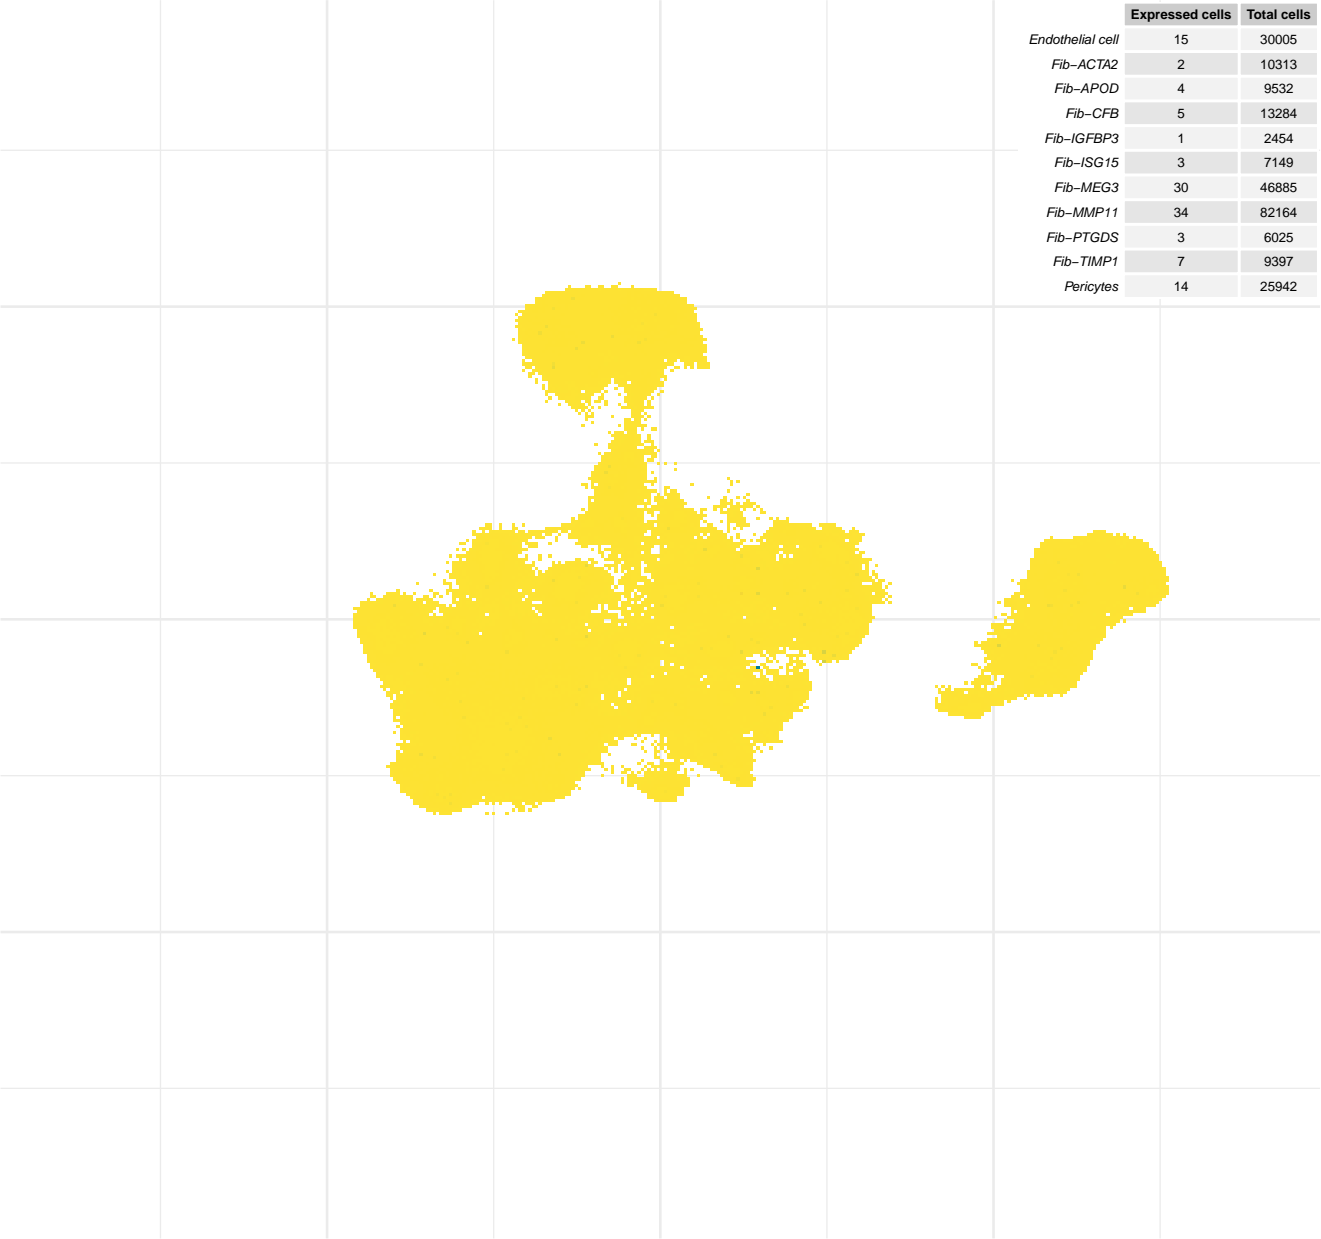 Expressed cells Total cells
Endothelial cell 15 30005
Fib−ACTA2 2 10313
Fib−APOD 4 9532
Fib−CFB 5 13284
Fib−IGFBP3 1 2454
Fib−ISG15 3 7149
Fib−MEG3 30 46885
Fib−MMP11 34 82164
Fib−PTGDS 3 6025
Fib−TIMP1 7 9397
Pericytes 14 25942